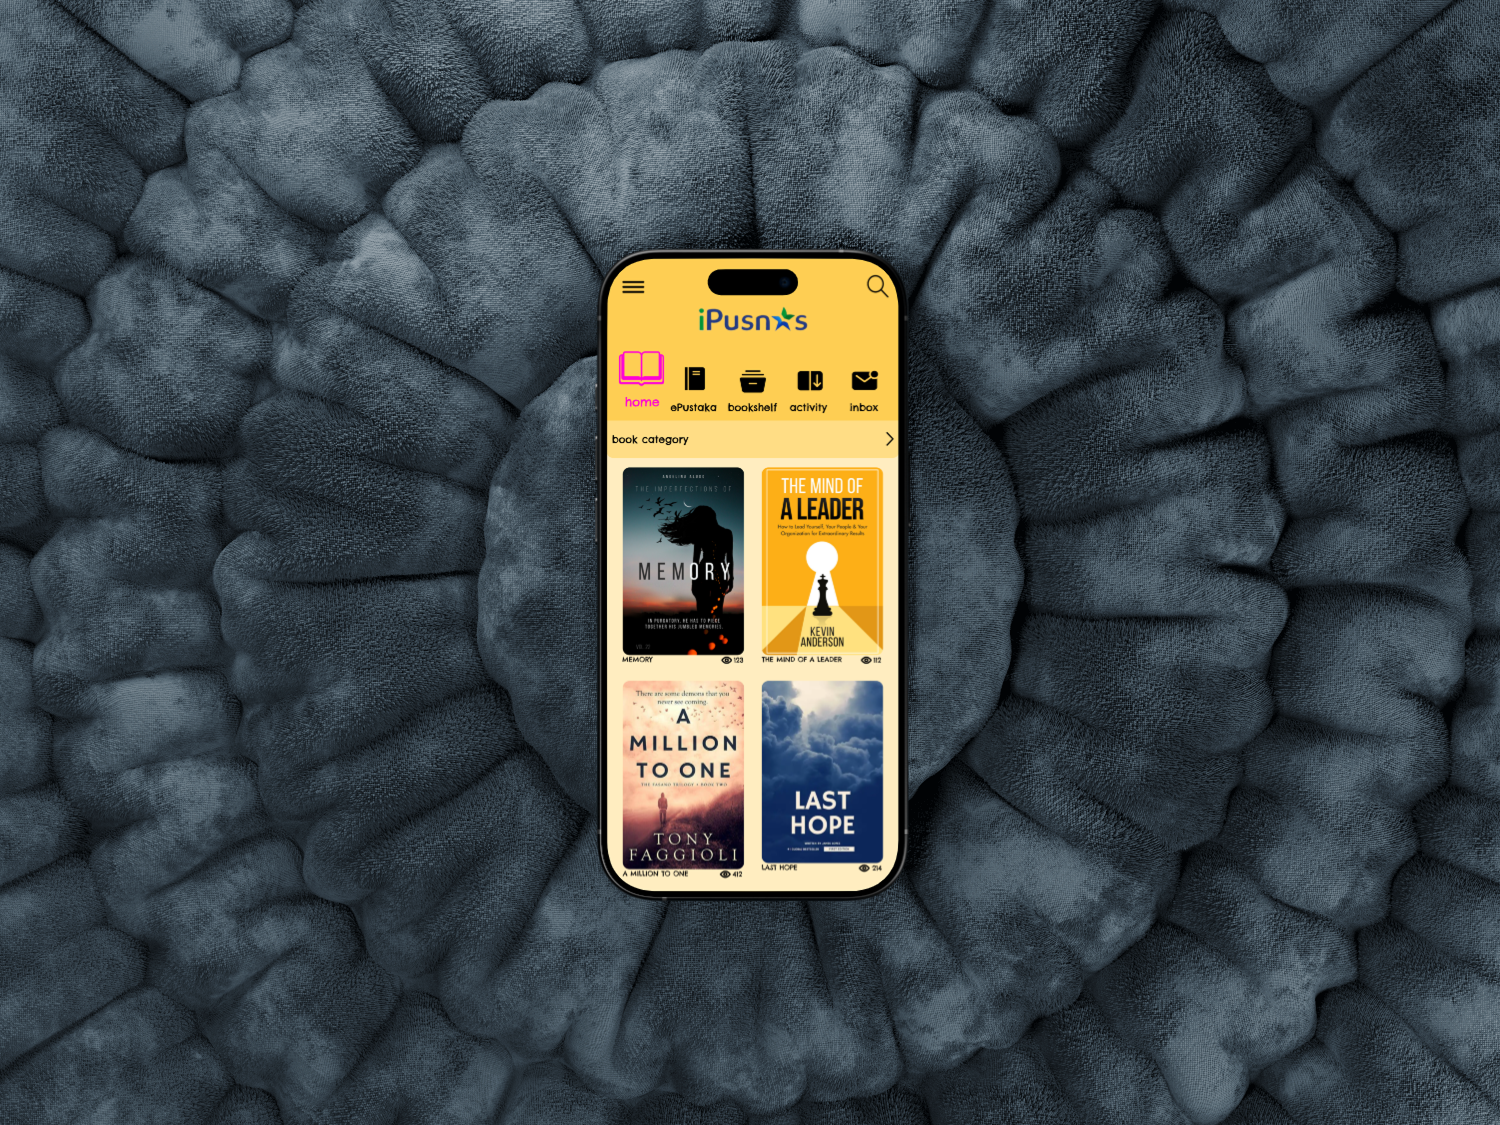 iPusnas
home
ePustaka
bookshelf
activity
inbox
book category
ANGELINA
THE IMPERFECTIONS OF
MEMORY
IN PURGATORY, HE HAS TO PIECE
TOGETHER HIS JUMBLED MEMORIES.
MEMORY
123
THE MIND OF
A LEADER
How to Lead Yourself, Your People & Your
Organization for Extraordinary Results
KEVIN
ANDERSON
THE MIND OF A LEADER
112
There are some demons that you
never see coming.
A
MILLION
TO ONE
THE FASANO TRILOGY • BOOK TWO
TONY
FAGGIOLI
A MILLION TO ONE
412
LAST
HOPE
LAST HOPE
214